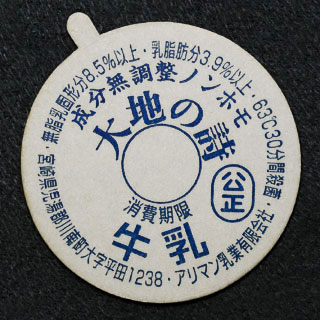 ・無脂乳固形分8.5%以上・乳脂肪分3.9%以上・63℃30分間殺菌・
成分無調整ノンホモ
大地の詩
公正
消費期限
牛乳
宮崎県児湯郡川南町大字平田1238・アリマン乳業有限会社